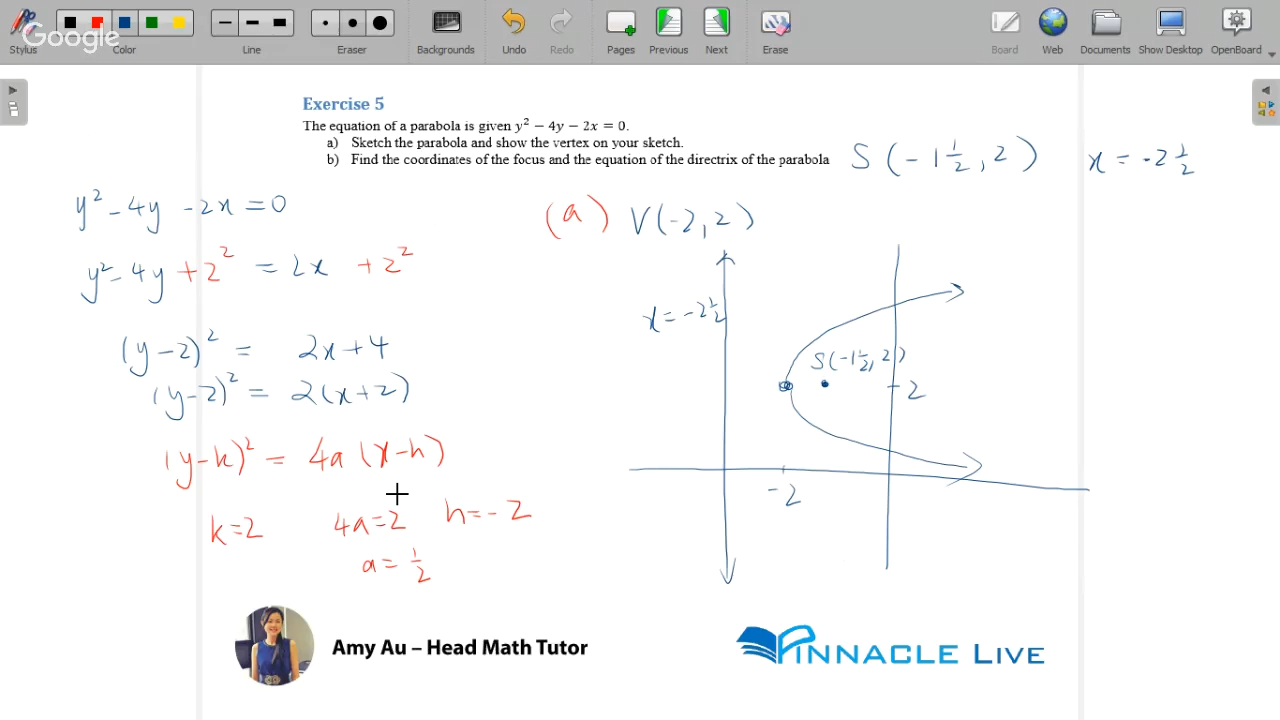 Stylus Color Line Eraser Backgrounds Undo Redo Pages Previous Next Erase Board Web Documents Show Desktop OpenBoard
Google
Exercise 5
The equation of a parabola is given y² − 4y − 2x = 0.
a) Sketch the parabola and show the vertex on your sketch.
b) Find the coordinates of the focus and the equation of the directrix of the parabola
S (-1 1/2, 2) x = -2 1/2
y² - 4y - 2x = 0
y² - 4y + 2² = 2x + 2²
(y-2)² = 2x+4
(y-2)² = 2(x+2)
(y-k)² = 4a (x-h)
k=2 4a=2 h=-2
a = 1/2
(a) V(-2,2)
x = -2 1/2
S(-1 1/2, 2)
2
-2
Amy Au – Head Math Tutor
PINNACLE LIVE